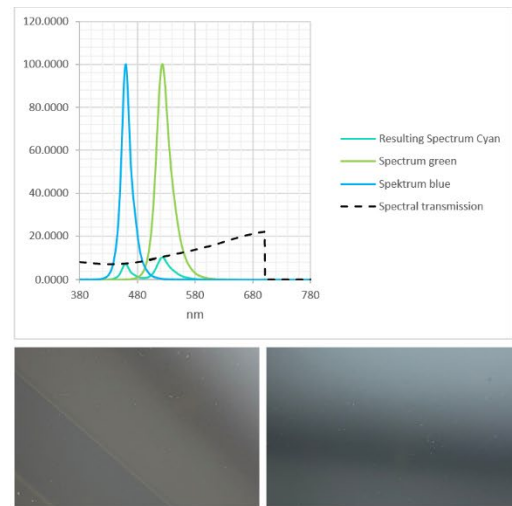 120.0000
100.0000
80.0000
60.0000
40.0000
20.0000
0.0000
380 480 580 680 780
nm
Resulting Spectrum Cyan
Spectrum green
Spektrum blue
Spectral transmission